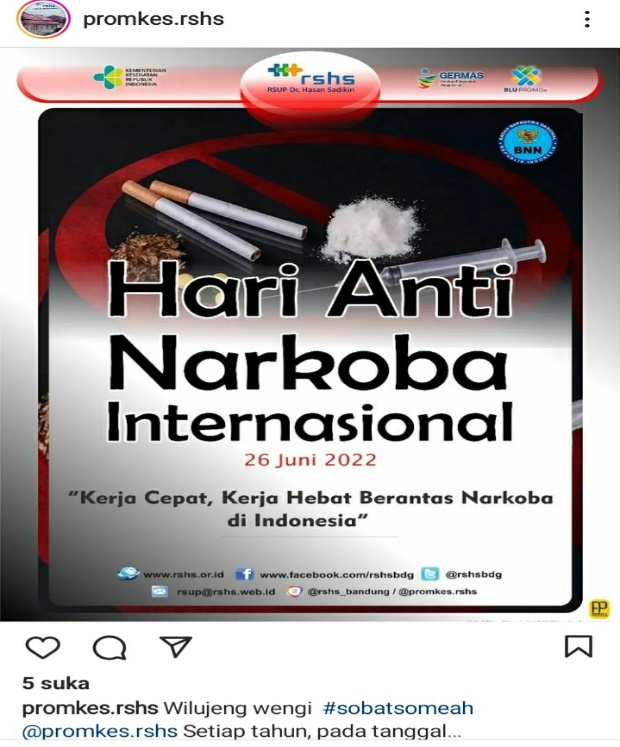 promkes.rshs
KEMENTERIAN
KESEHATAN
REPUBLIK
INDONESIA
rshs
RSUP Dr. Hasan Sadikin
GERMAS
BLU PROMISE
BNN
Hari Anti
Narkoba
Internasional
26 Juni 2022
"Kerja Cepat, Kerja Hebat Berantas Narkoba
di Indonesia"
www.rshs.or.id www.facebook.com/rshsbdg @rshsbdg
rsup@rshs.web.id @rshs_bandung / @promkes.rshs
5 suka
promkes.rshs Wilujeng wengi #sobatsomeah
@promkes.rshs Setiap tahun, pada tanggal...